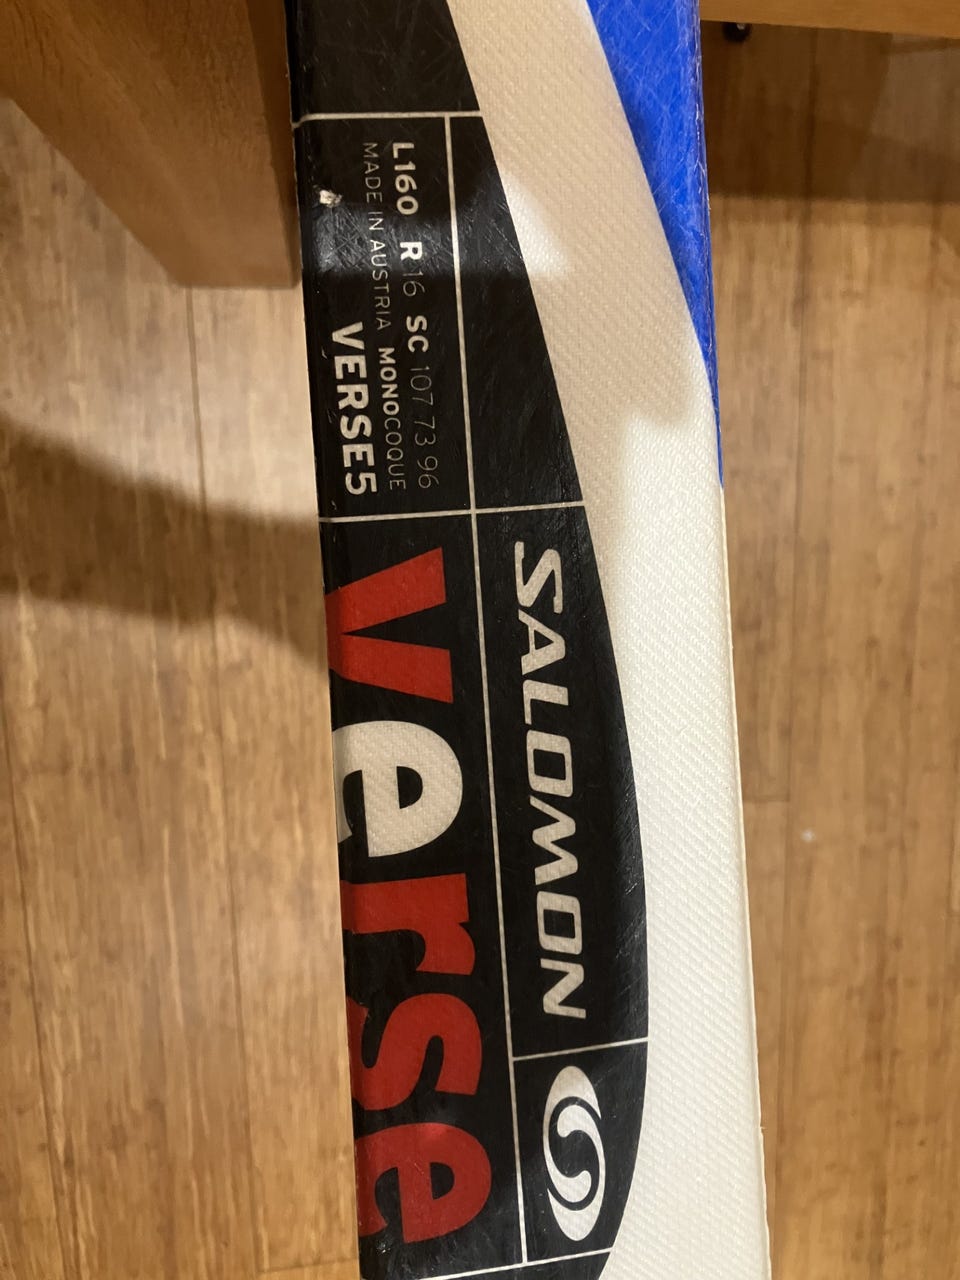 L160 R16 SC 107 73 96
MADE IN AUSTRIA MONOCOQUE
VERSE5
SALOMON
Verse